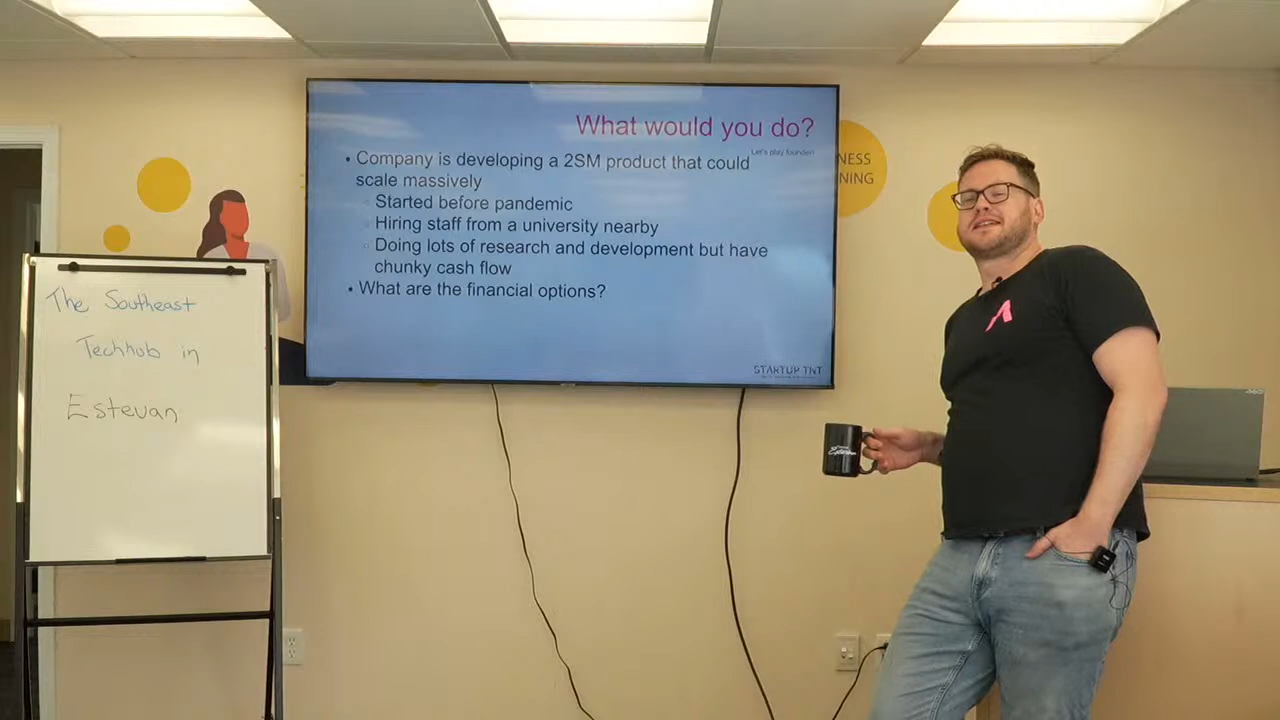 What would you do?
Let's play founder!
• Company is developing a 2SM product that could
scale massively
◦ Started before pandemic
◦ Hiring staff from a university nearby
◦ Doing lots of research and development but have
chunky cash flow
• What are the financial options?
STARTUP TNT
NESS
NING
The Southeast
Techhub in
Estevan
Estevan